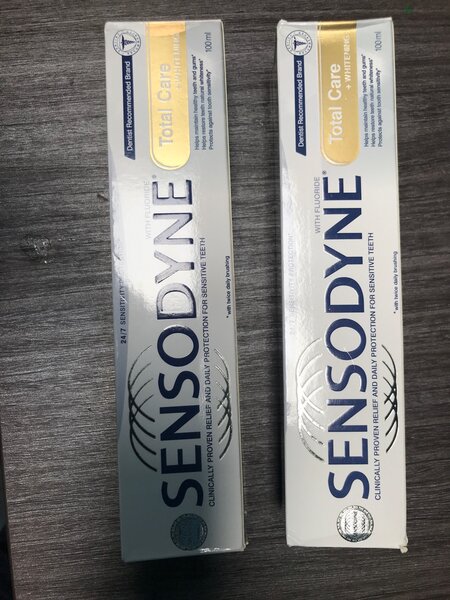 Dentist Recommended Brand
Total Care
+ WHITENING
100ml
Helps maintain healthy teeth and gums*
Helps restore teeth natural whiteness*
Protects against tooth sensitivity*
24/7 SENSITIVITY
WITH FLUORIDE
SENSODYNE®
CLINICALLY PROVEN RELIEF AND DAILY PROTECTION FOR SENSITIVE TEETH
*with twice daily brushing
Dentist Recommended Brand
Total Care
+ WHITENING
100ml
Helps maintain healthy teeth and gums*
Helps restore teeth natural whiteness*
Protects against tooth sensitivity*
PROTECTION*
WITH FLUORIDE
SENSODYNE®
CLINICALLY PROVEN RELIEF AND DAILY PROTECTION FOR SENSITIVE TEETH
*with twice daily brushing